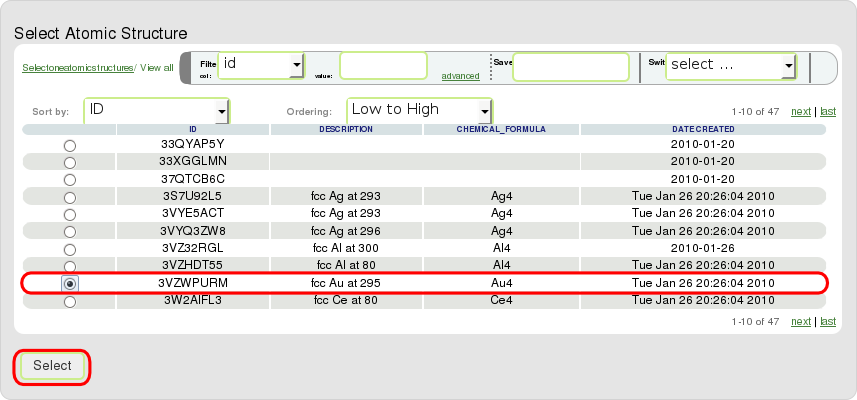 Select Atomic Structure
Selectoneatomicstructures/ View all
Filte
col:
id
value:
advanced
Save
Swit
select ...
Sort by:
ID
Ordering:
Low to High
1-10 of 47 next | last
ID DESCRIPTION CHEMICAL_FORMULA DATE CREATED
33QYAP5Y 2010-01-20
33XGGLMN 2010-01-20
37QTCB6C 2010-01-20
3S7U92L5 fcc Ag at 293 Ag4 Tue Jan 26 20:26:04 2010
3VYE5ACT fcc Ag at 293 Ag4 Tue Jan 26 20:26:04 2010
3VYQ3ZW8 fcc Ag at 296 Ag4 Tue Jan 26 20:26:04 2010
3VZ32RGL fcc Al at 300 Al4 2010-01-26
3VZHDT55 fcc Al at 80 Al4 Tue Jan 26 20:26:04 2010
3VZWPURM fcc Au at 295 Au4 Tue Jan 26 20:26:04 2010
3W2AIFL3 fcc Ce at 80 Ce4 Tue Jan 26 20:26:04 2010
1-10 of 47 next | last
Select